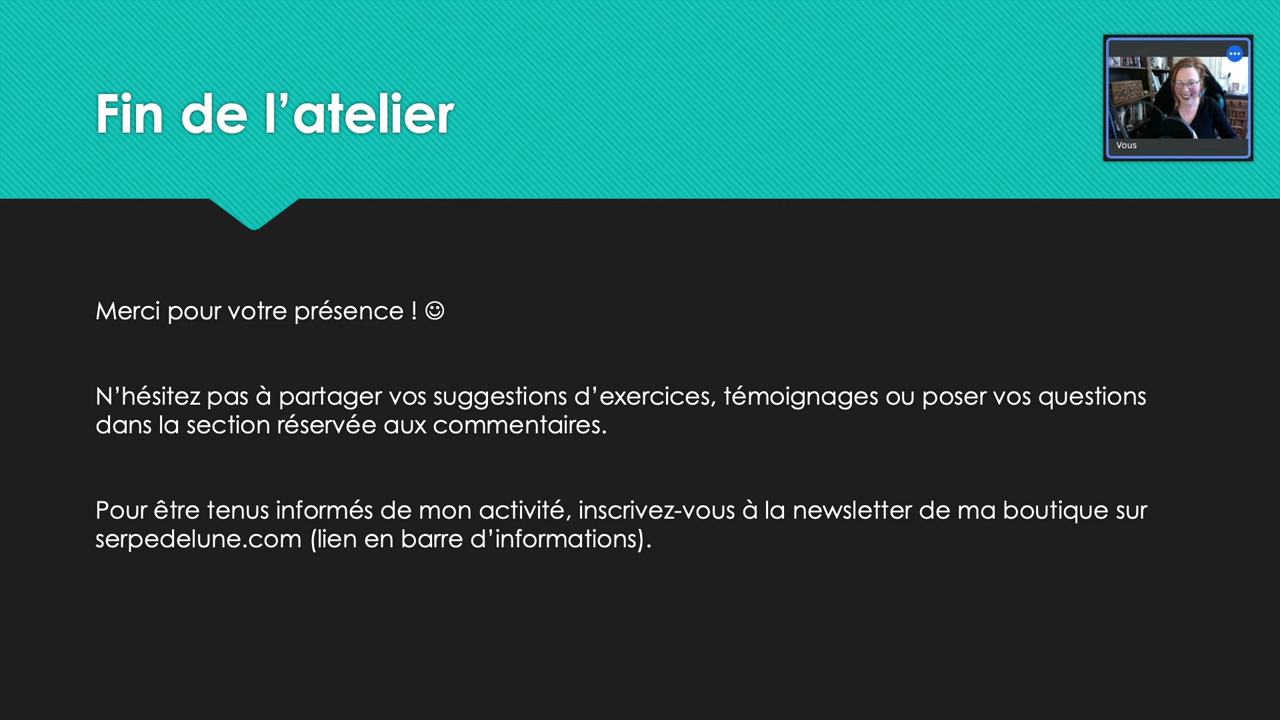 Fin de l’atelier
Vous
Merci pour votre présence ! ☺
N’hésitez pas à partager vos suggestions d’exercices, témoignages ou poser vos questions
dans la section réservée aux commentaires.
Pour être tenus informés de mon activité, inscrivez-vous à la newsletter de ma boutique sur
serpedelune.com (lien en barre d’informations).